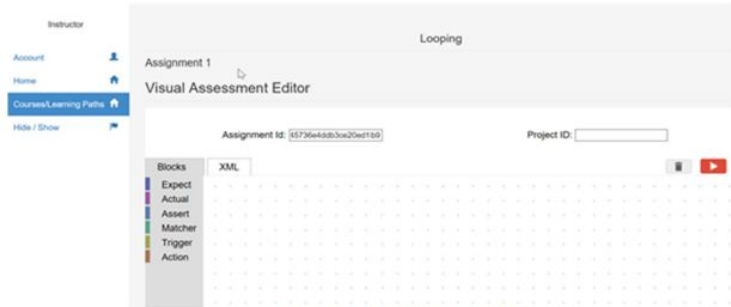 Instructor
Account
Home
Courses/Learning Paths
Hide / Show
Looping
Assignment 1
Visual Assessment Editor
Assignment Id: 45736e4ddb3ce20ed1b9
Project ID:
Blocks XML
Expect
Actual
Assert
Matcher
Trigger
Action